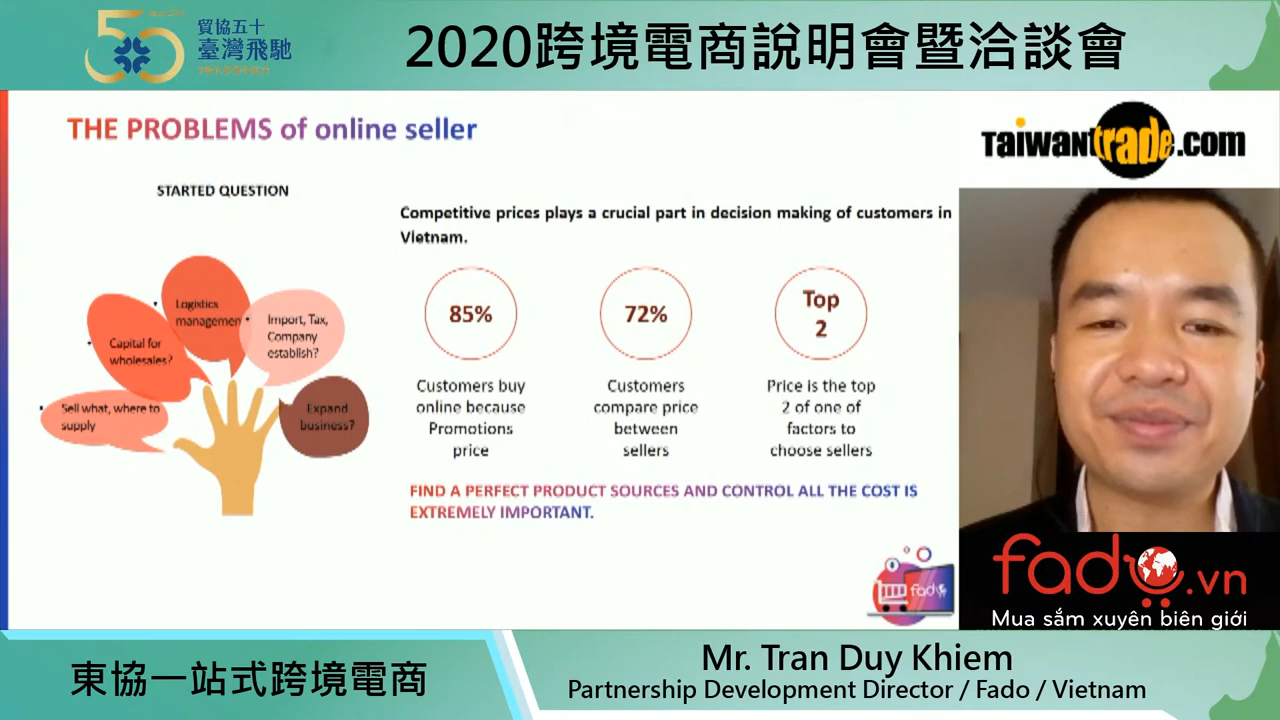 50
貿協五十
臺灣飛馳
2020跨境電商說明會暨洽談會
THE PROBLEMS of online seller
STARTED QUESTION
Logistics
managemen
Import, Tax,
Company
establish?
Capital for
wholesales?
Sell what, where to
supply
Expand
business?
Competitive prices plays a crucial part in decision making of customers in
Vietnam.
85%
Customers buy
online because
Promotions
price
72%
Customers
compare price
between
sellers
Top
2
Price is the top
2 of one of
factors to
choose sellers
FIND A PERFECT PRODUCT SOURCES AND CONTROL ALL THE COST IS
EXTREMELY IMPORTANT.
fado
TaiwanTrade.com
fado.vn
Mua sắm xuyên biên giới
東協一站式跨境電商
Mr. Tran Duy Khiem
Partnership Development Director / Fado / Vietnam